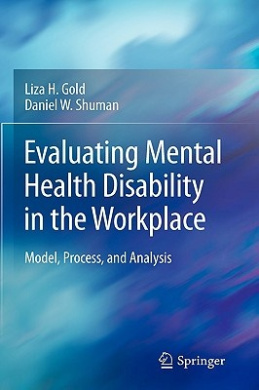 Liza H. Gold
Daniel W. Shuman
Evaluating Mental
Health Disability
in the Workplace
Model, Process, and Analysis
Springer